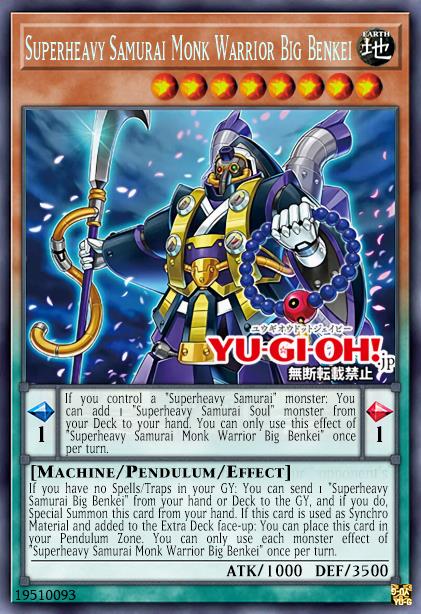 Superheavy Samurai Monk Warrior Big Benkei
EARTH
地
ユウギオウドットジェイピー
YU-GI-OH!.jp
無断転載禁止
If you control a "Superheavy Samurai" monster: You
can add 1 "Superheavy Samurai Soul" monster from
your Deck to your hand. You can only use this effect of
"Superheavy Samurai Monk Warrior Big Benkei" once
per turn.
1
1
[Machine/Pendulum/Effect]
If you have no Spells/Traps in your GY: You can send 1 "Superheavy
Samurai Big Benkei" from your hand or Deck to the GY, and if you do,
Special Summon this card from your hand. If this card is used as Synchro
Material and added to the Extra Deck face-up: You can place this card in
your Pendulum Zone. You can only use each monster effect of
"Superheavy Samurai Monk Warrior Big Benkei" once per turn.
ATK/1000 DEF/3500
19510093